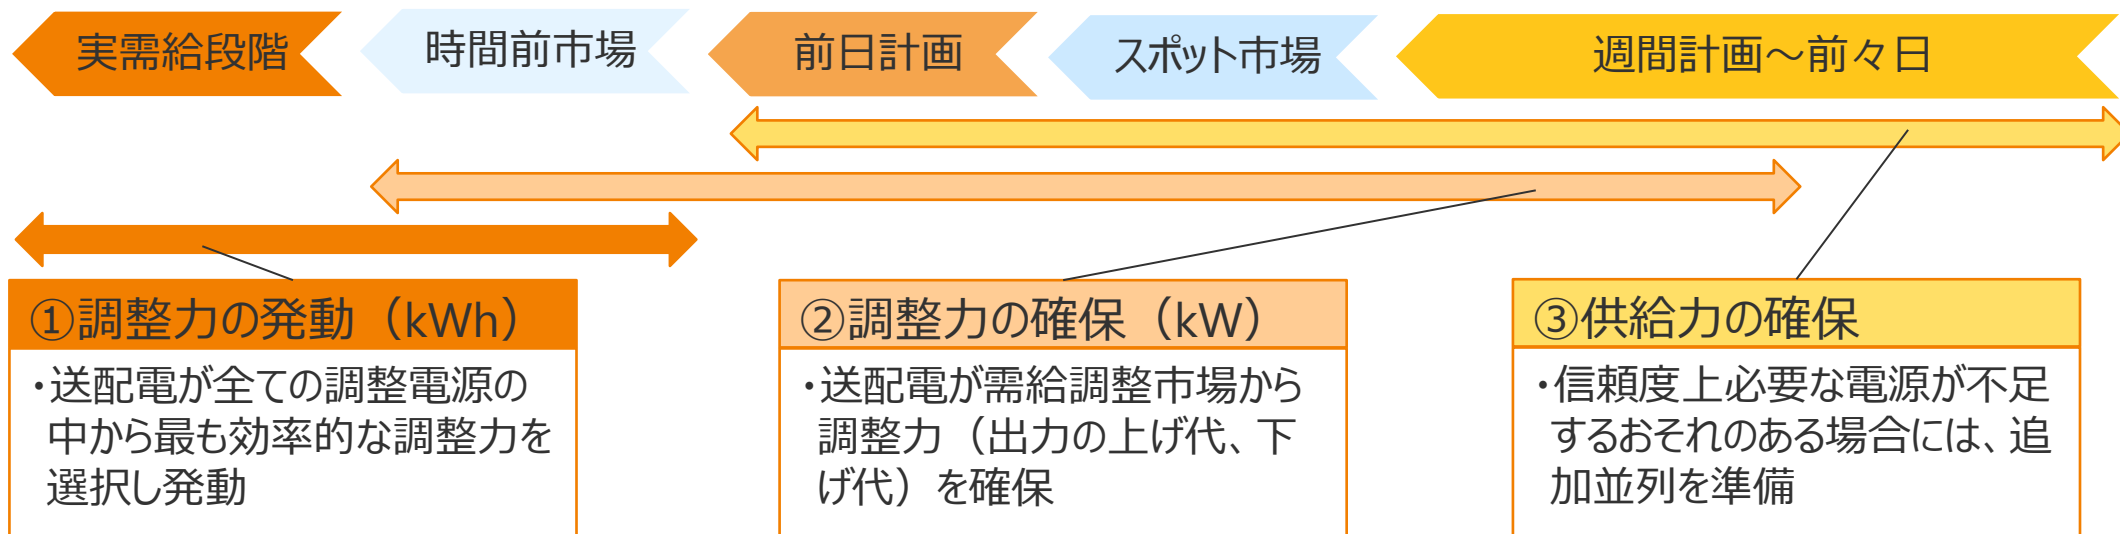 実需給段階
時間前市場
前日計画
スポット市場
週間計画～前々日
①調整力の発動（kWh）
・送配電が全ての調整電源の
中から最も効率的な調整力を
選択し発動
②調整力の確保（kW）
・送配電が需給調整市場から
調整力（出力の上げ代、下
げ代）を確保
③供給力の確保
・信頼度上必要な電源が不足
するおそれのある場合には、追
加並列を準備